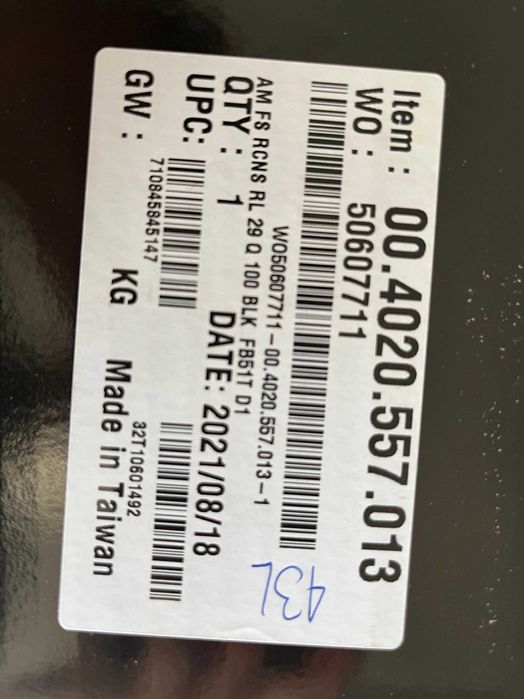 Item : 00.4020.557.013
WO : 50607711
WO50607711-00.4020.557.013-1
AM FS RCNS RL 29 Q 100 BLK FB51T D1
QTY : 1 DATE: 2021/08/18
UPC:
710845845147 32T10601492
GW : KG Made in Taiwan
43L